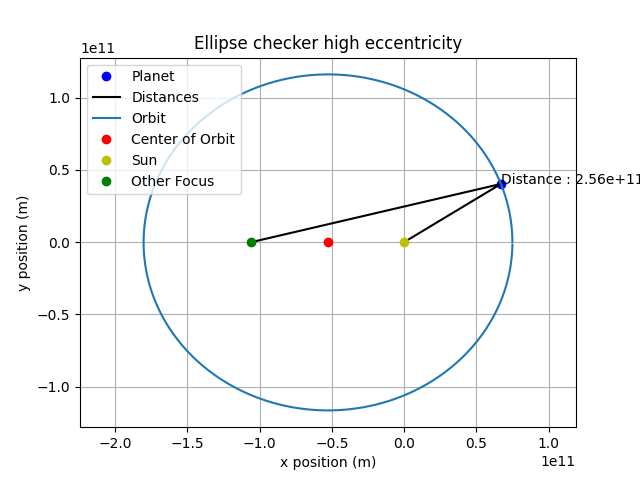 Ellipse checker high eccentricity
1e11
Planet
Distances
Orbit
Center of Orbit
Sun
Other Focus
Distance : 2.56e+11
1.0
0.5
0.0
−0.5
−1.0
y position (m)
−2.0 −1.5 −1.0 −0.5 0.0 0.5 1.0
x position (m)
1e11